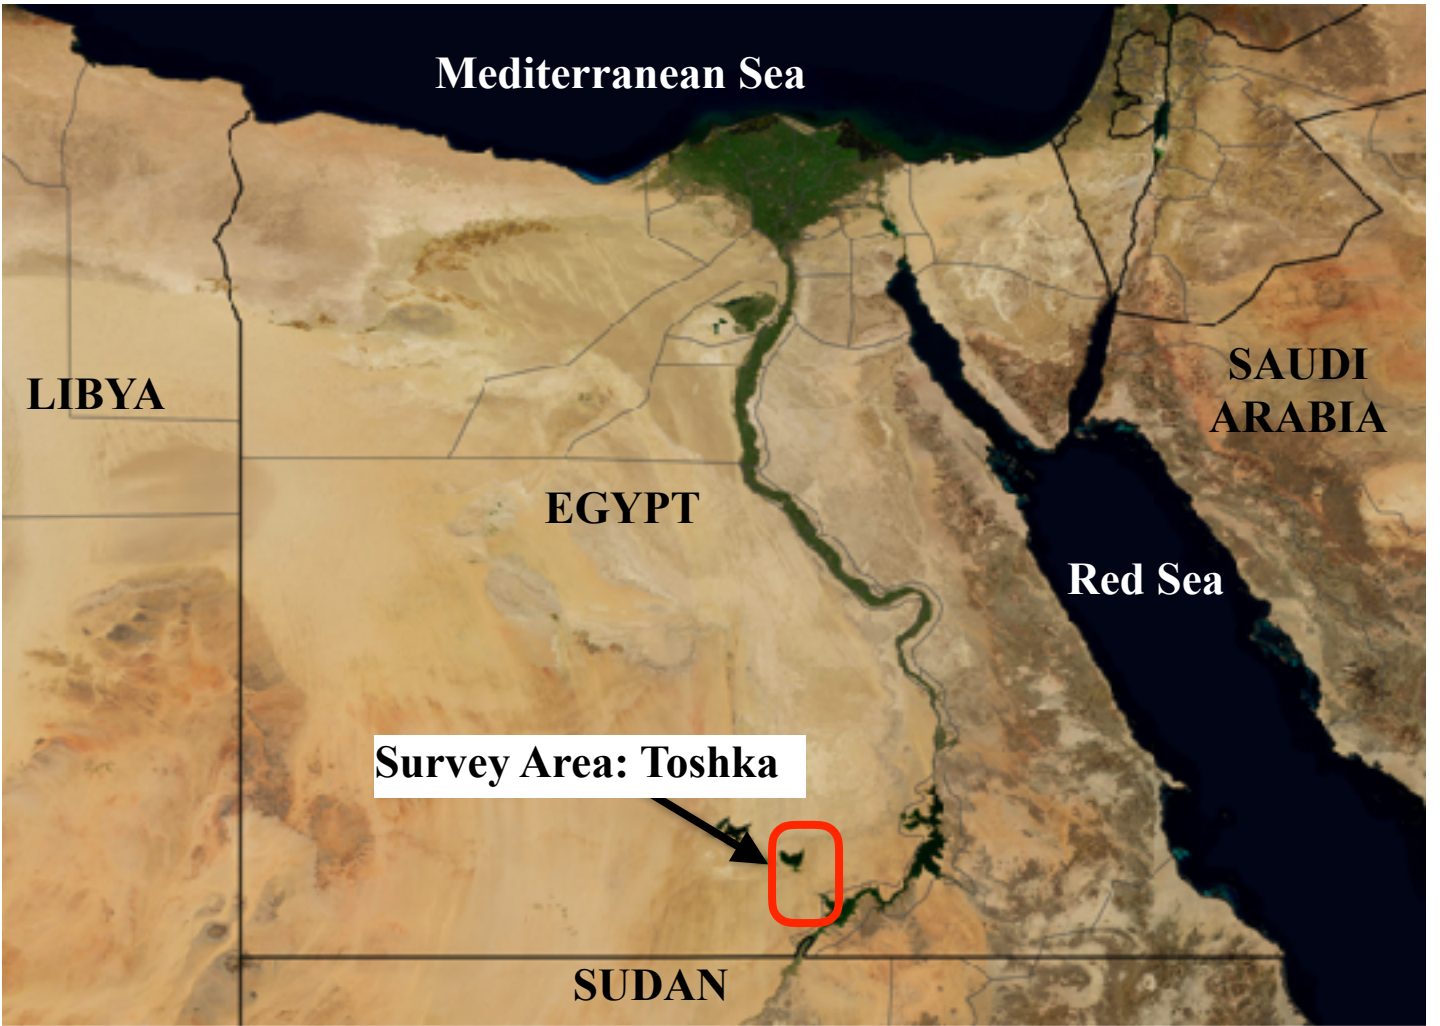 Mediterranean Sea
LIBYA
SAUDI
ARABIA
EGYPT
Red Sea
Survey Area: Toshka
SUDAN